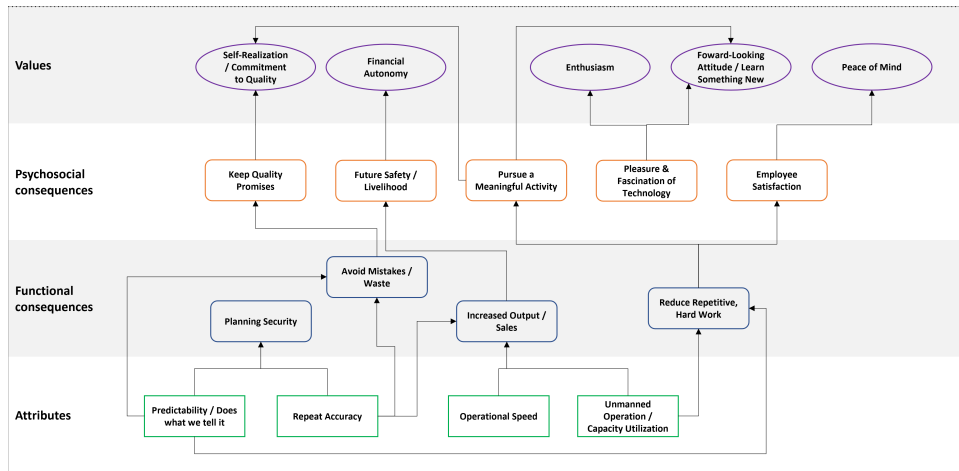 Values
Self-Realization
/ Commitment
to Quality
Financial
Autonomy
Enthusiasm
Foward-Looking
Attitude / Learn
Something New
Peace of Mind
Psychosocial
consequences
Keep Quality
Promises
Future Safety /
Livelihood
Pursue a
Meaningful Activity
Pleasure &
Fascination of
Technology
Employee
Satisfaction
Functional
consequences
Avoid Mistakes /
Waste
Planning Security
Increased Output /
Sales
Reduce Repetitive,
Hard Work
Attributes
Predictability / Does
what we tell it
Repeat Accuracy
Operational Speed
Unmanned
Operation /
Capacity Utilization